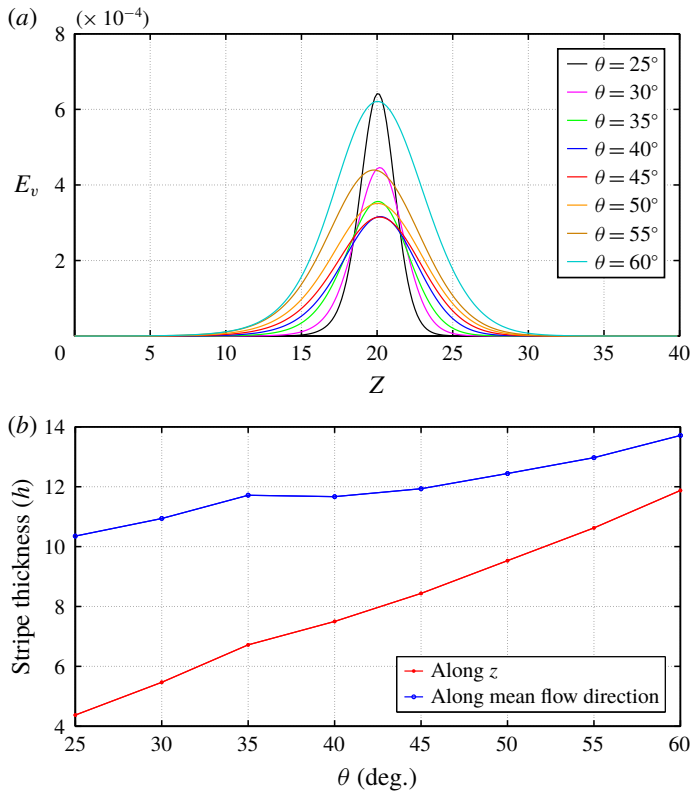 (a)
(× 10⁻⁴)
8
6
4
2
0
E_v
θ = 25°
θ = 30°
θ = 35°
θ = 40°
θ = 45°
θ = 50°
θ = 55°
θ = 60°
5 10 15 20 25 30 35 40
Z
(b)
14
12
10
8
6
4
Stripe thickness (h)
Along z
Along mean flow direction
25 30 35 40 45 50 55 60
θ (deg.)